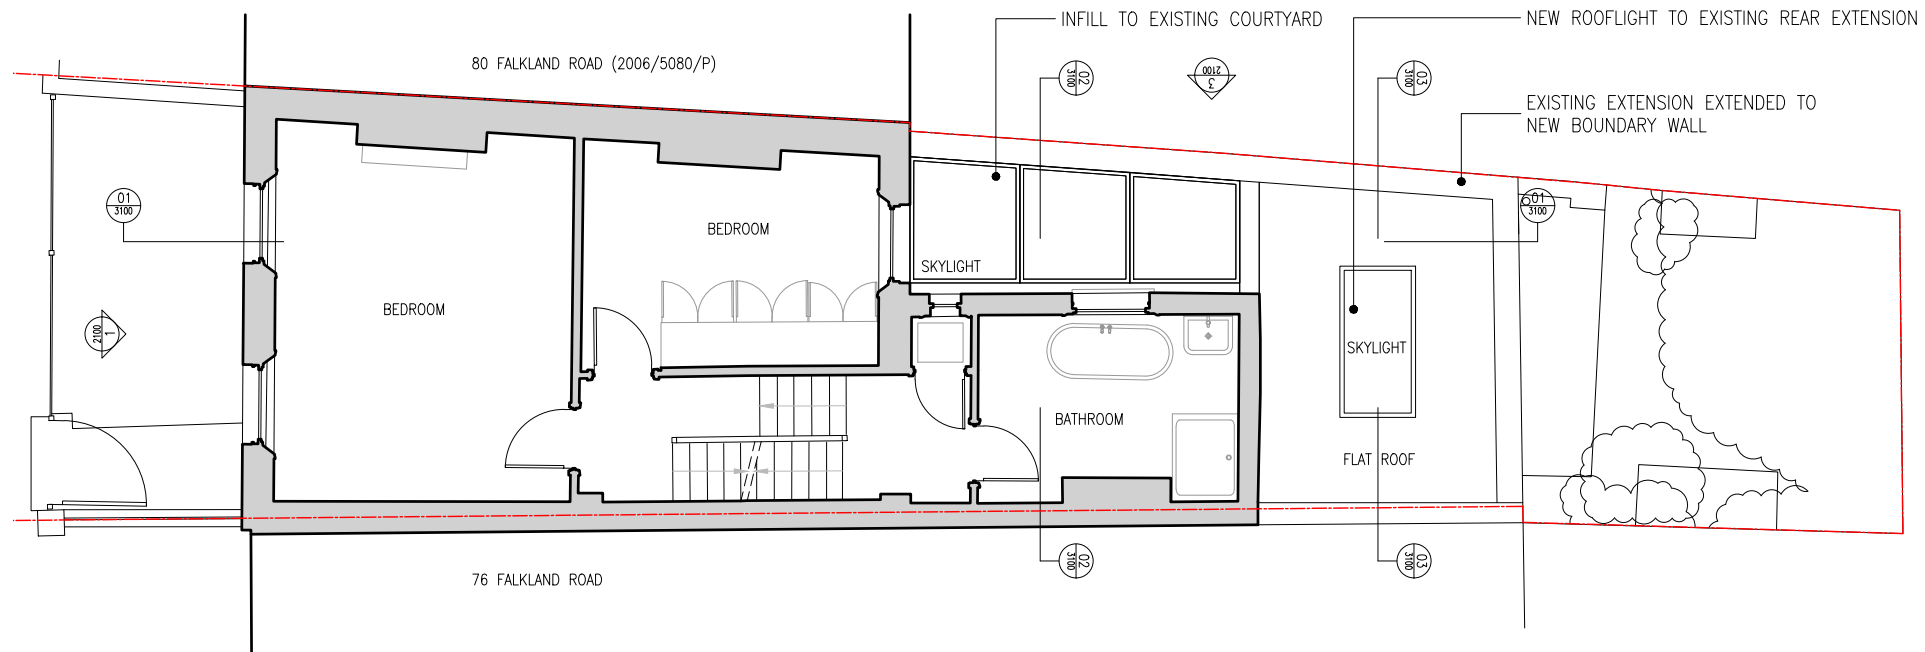 INFILL TO EXISTING COURTYARD
NEW ROOFLIGHT TO EXISTING REAR EXTENSION
80 FALKLAND ROAD (2006/5080/P)
02
3100
3
2100
03
3100
EXISTING EXTENSION EXTENDED TO
NEW BOUNDARY WALL
01
3100
01
3100
BEDROOM
SKYLIGHT
BEDROOM
1
2100
SKYLIGHT
BATHROOM
FLAT ROOF
02
3100
03
3100
76 FALKLAND ROAD